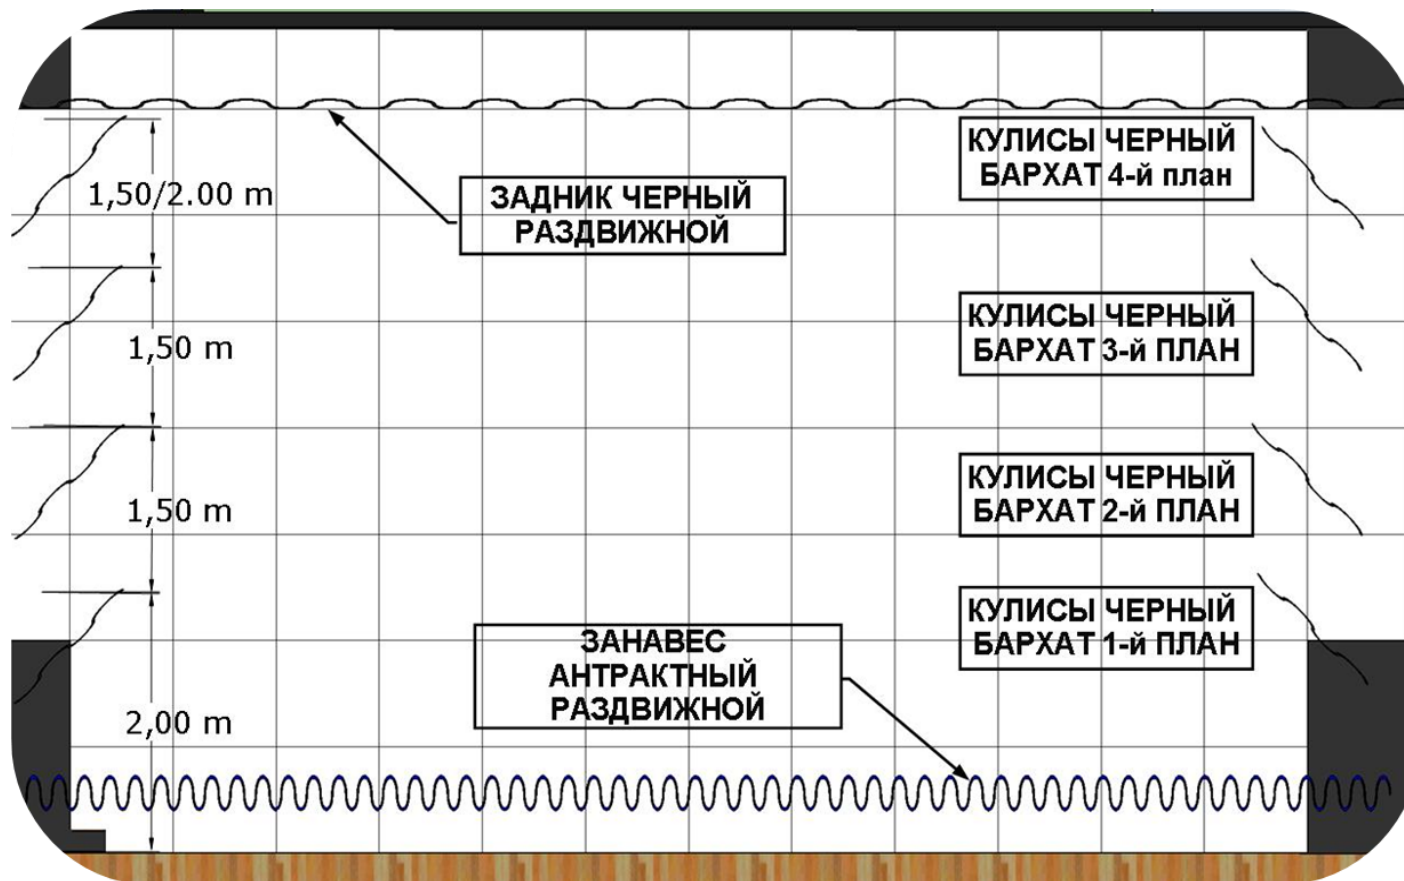 КУЛИСЫ ЧЕРНЫЙ
БАРХАТ 4-й план
1,50/2.00 m
ЗАДНИК ЧЕРНЫЙ
РАЗДВИЖНОЙ
КУЛИСЫ ЧЕРНЫЙ
БАРХАТ 3-й ПЛАН
1,50 m
КУЛИСЫ ЧЕРНЫЙ
БАРХАТ 2-й ПЛАН
1,50 m
КУЛИСЫ ЧЕРНЫЙ
БАРХАТ 1-й ПЛАН
ЗАНАВЕС
АНТРАКТНЫЙ
РАЗДВИЖНОЙ
2,00 m